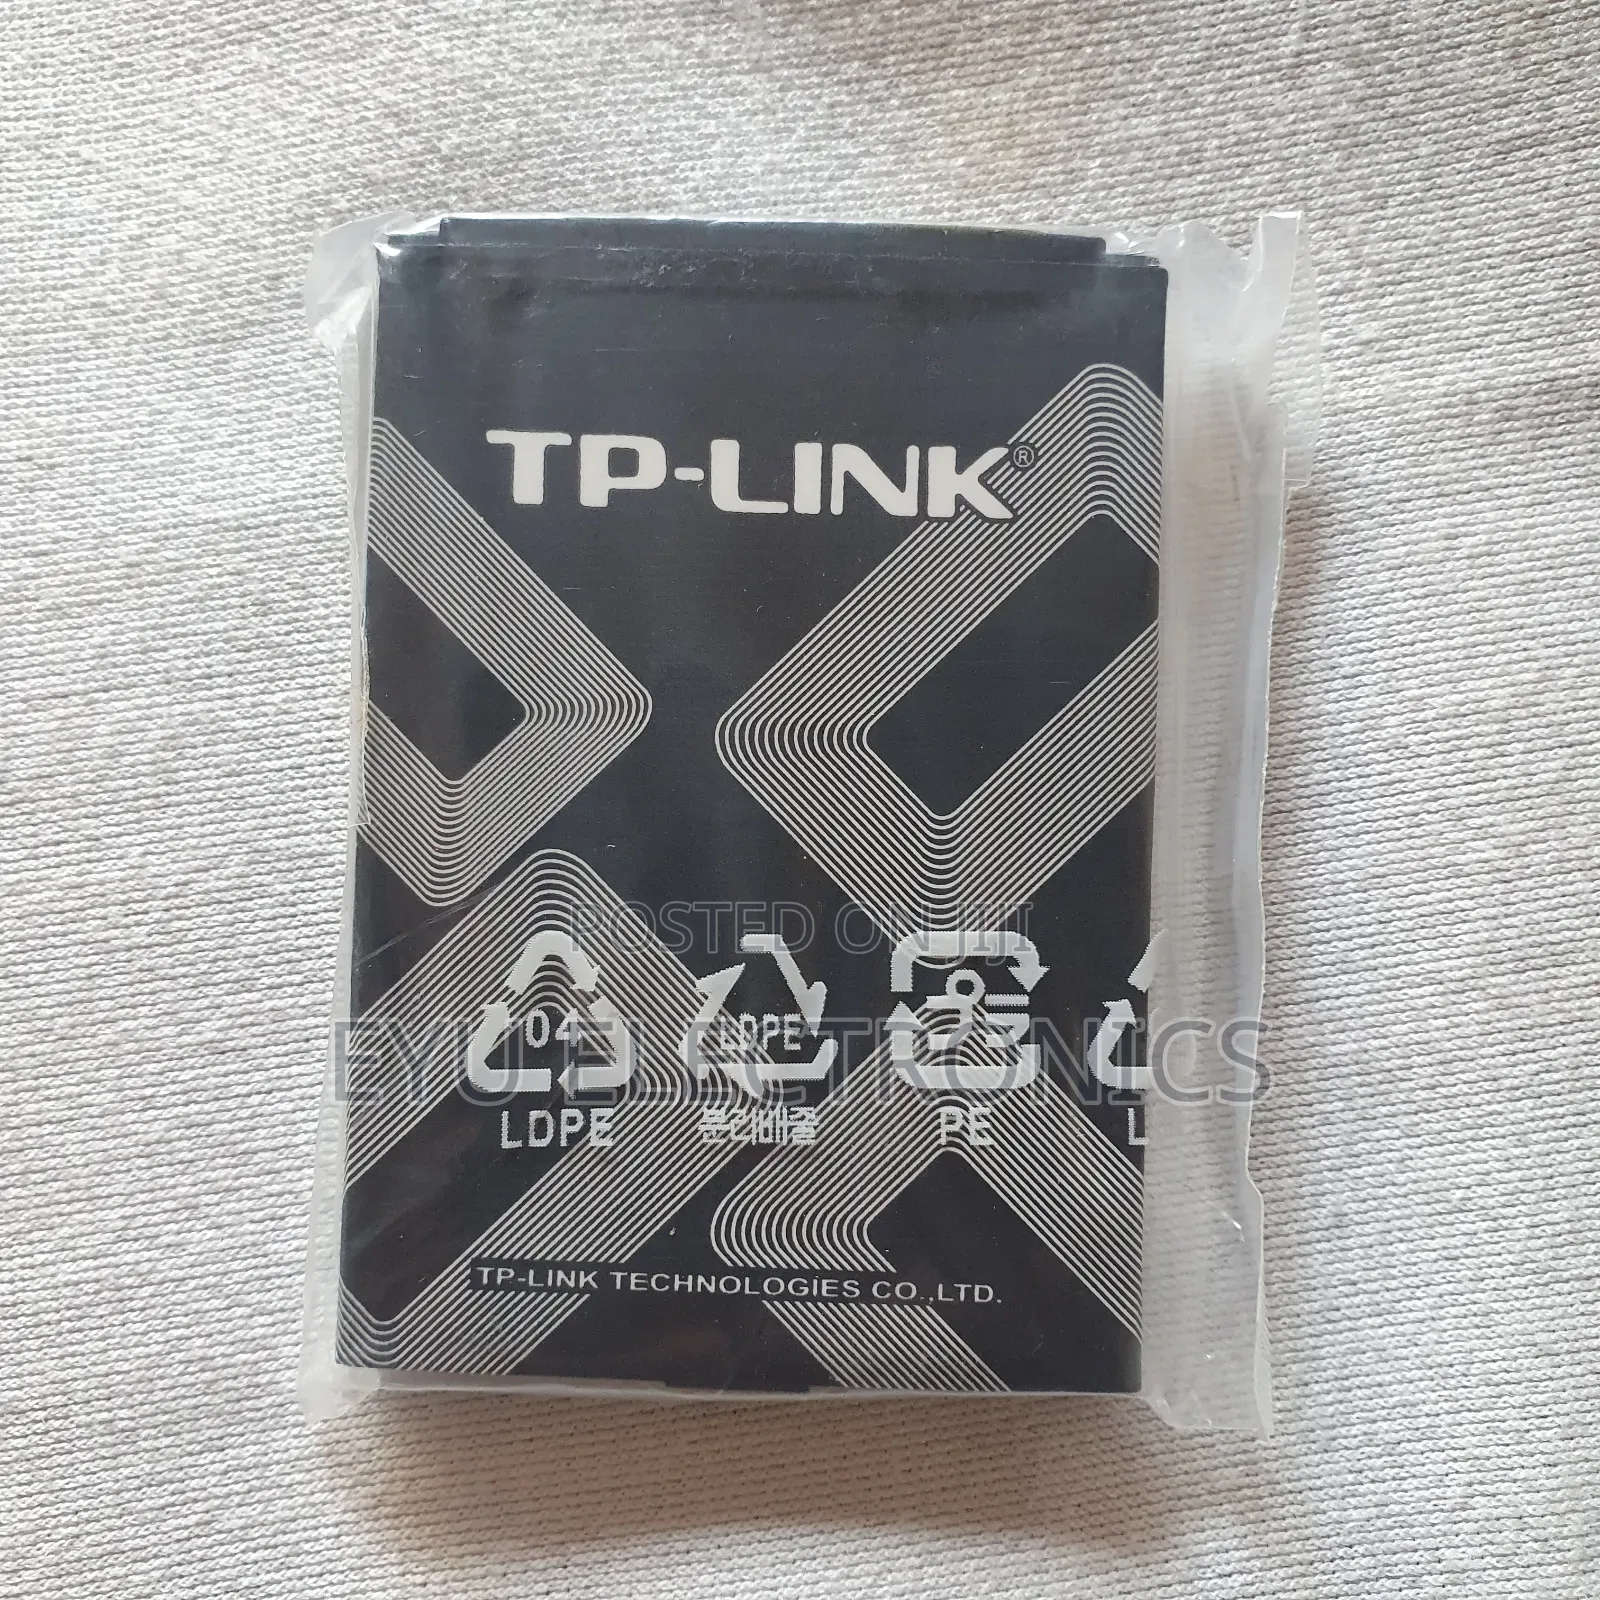 TP-LINK®
POSTED ON JIJI
04 LDPE
EYU ELECTRONICS
LDPE 분리배출 PE L
TP-LINK TECHNOLOGiES CO.,LTD.